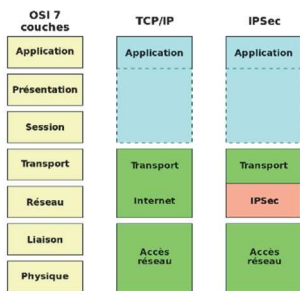 OSI 7
couches
TCP/IP
IPSec
Application
Application
Application
Présentation
Session
Transport
Transport
Transport
Réseau
Internet
IPSec
Liaison
Accès
réseau
Accès
réseau
Physique